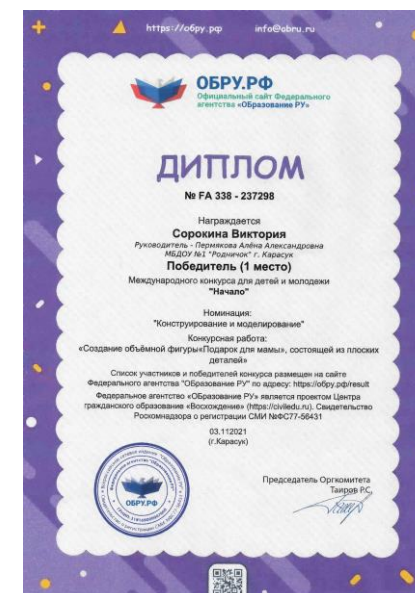 https://обру.рф info@obru.ru
ОБРУ.РФ
Официальный сайт Федерального
агентства «Образование РУ»
ДИПЛОМ
№ FA 338 - 237298
Награждается
Сорокина Виктория
Руководитель - Пермякова Алёна Александровна
МБДОУ №1 "Родничок" г. Карасук
Победитель (1 место)
Международного конкурса для детей и молодежи
"Начало"
Номинация:
"Конструирование и моделирование"
Конкурсная работа:
«Создание объёмной фигуры«Подарок для мамы», состоящей из плоских
деталей»
Список участников и победителей конкурса размещен на сайте
Федерального агентства "Образование РУ" по адресу: https://обру.рф/result
Федеральное агентство «Образование РУ» является проектом Центра
гражданского образование «Восхождение» (https://civiledu.ru). Свидетельство
Роскомнадзора о регистрации СМИ №ФС77-56431
03.112021
(г.Карасук)
Председатель Оргкомитета
Таиров Р.С.
ОБРУ.РФ